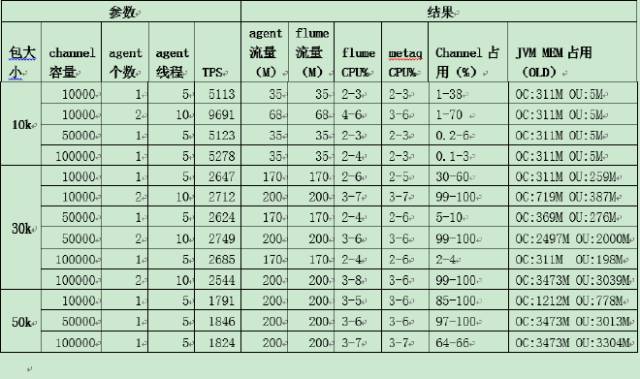 参数 结果
包大小 channel 容量 agent 个数 agent 线程 TPS agent 流量 (M) flume 流量 (M) flume CPU% metaq CPU% Channel 占用(%) JVM MEM 占用 (OLD)
10k 10000 1 5 5113 35 35 2-3 2-3 1-38 OC:311M OU:5M
10000 2 10 9691 68 68 4-6 3-6 1-70 OC:311M OU:5M
50000 1 5 5123 35 35 2-3 2-3 0.2-6 OC:311M OU:5M
100000 1 5 5278 35 35 2-4 2-3 0.1-3 OC:311M OU:5M
30k 10000 1 5 2647 170 170 2-6 2-5 30-60 OC:311M OU:259M
10000 2 10 2712 200 200 3-7 3-7 99-100 OC:719M OU:387M
50000 1 5 2624 170 170 2-4 2-6 5-10 OC:369M OU:276M
50000 2 10 2749 200 200 3-6 3-6 99-100 OC:2497M OU:2000M
100000 1 5 2685 170 170 2-4 2-6 2-4 OC:311M OU:198M
100000 2 10 2544 200 200 3-8 3-6 99-100 OC:3473M OU:3039M
50k 10000 1 5 1791 200 200 3-5 3-6 85-100 OC:1212M OU:778M
50000 1 5 1846 200 200 3-6 3-6 97-100 OC:3473M OU:3013M
100000 1 5 1824 200 200 3-7 3-7 64-66 OC:3473M OU:3304M